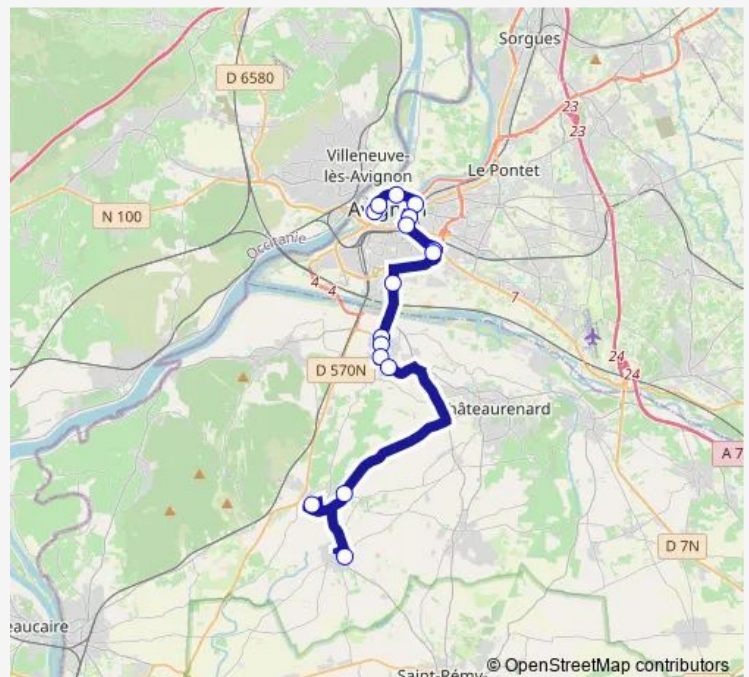 Sorgues
D 6580
23
23
Villeneuve-
lès-Avignon
Le Pontet
N 100
Occitanie
4 4
7
D 570N
24
24
hâteaurenard
A 7
D 7N
eaucaire
Saint-Rémy-
© OpenStreetMap contributors